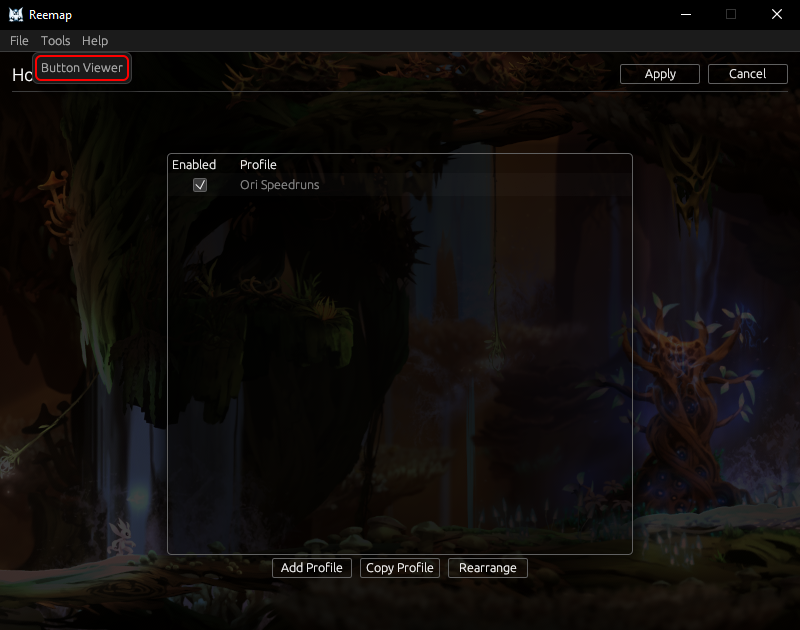 Reemap
File Tools Help
Button Viewer
Apply Cancel
Enabled Profile
Ori Speedruns
Add Profile Copy Profile Rearrange